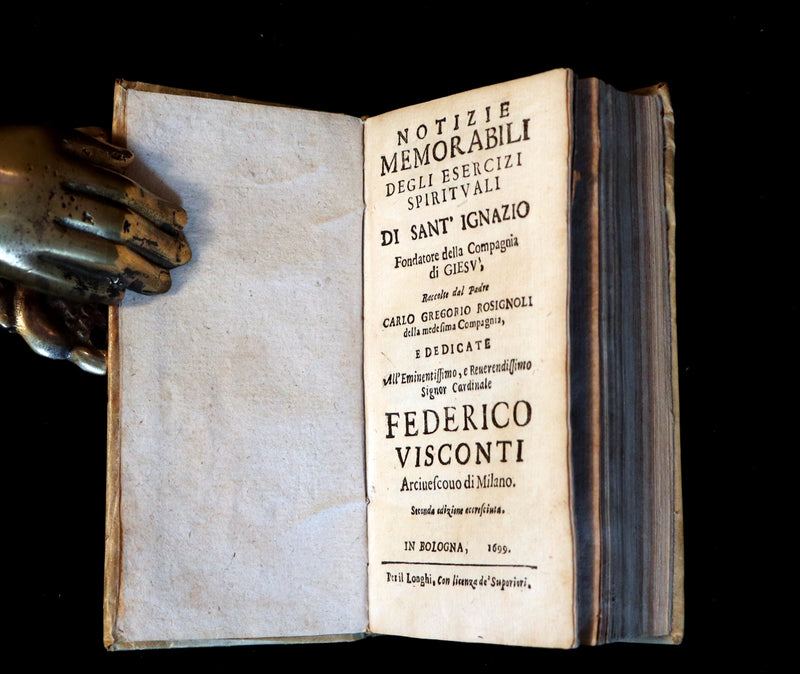 NOTIZIE
MEMORABILI
DEGLI ESERCIZI
SPIRITVALI
DI SANT' IGNAZIO
Fondatore della Compagnia
di GIESV',
Raccolte dal Padre
CARLO GREGORIO ROSIGNOLI
della medesima Compagnia,
E DEDICATE
All'Eminentiſſimo, e Reuerendiſſimo
Signor Cardinale
FEDERICO
VISCONTI
Arciueſcouo di Milano.
Seconda edizione accreſciuta.
IN BOLOGNA, 1699.
Per il Longhi, Con licenza de' Superiori.